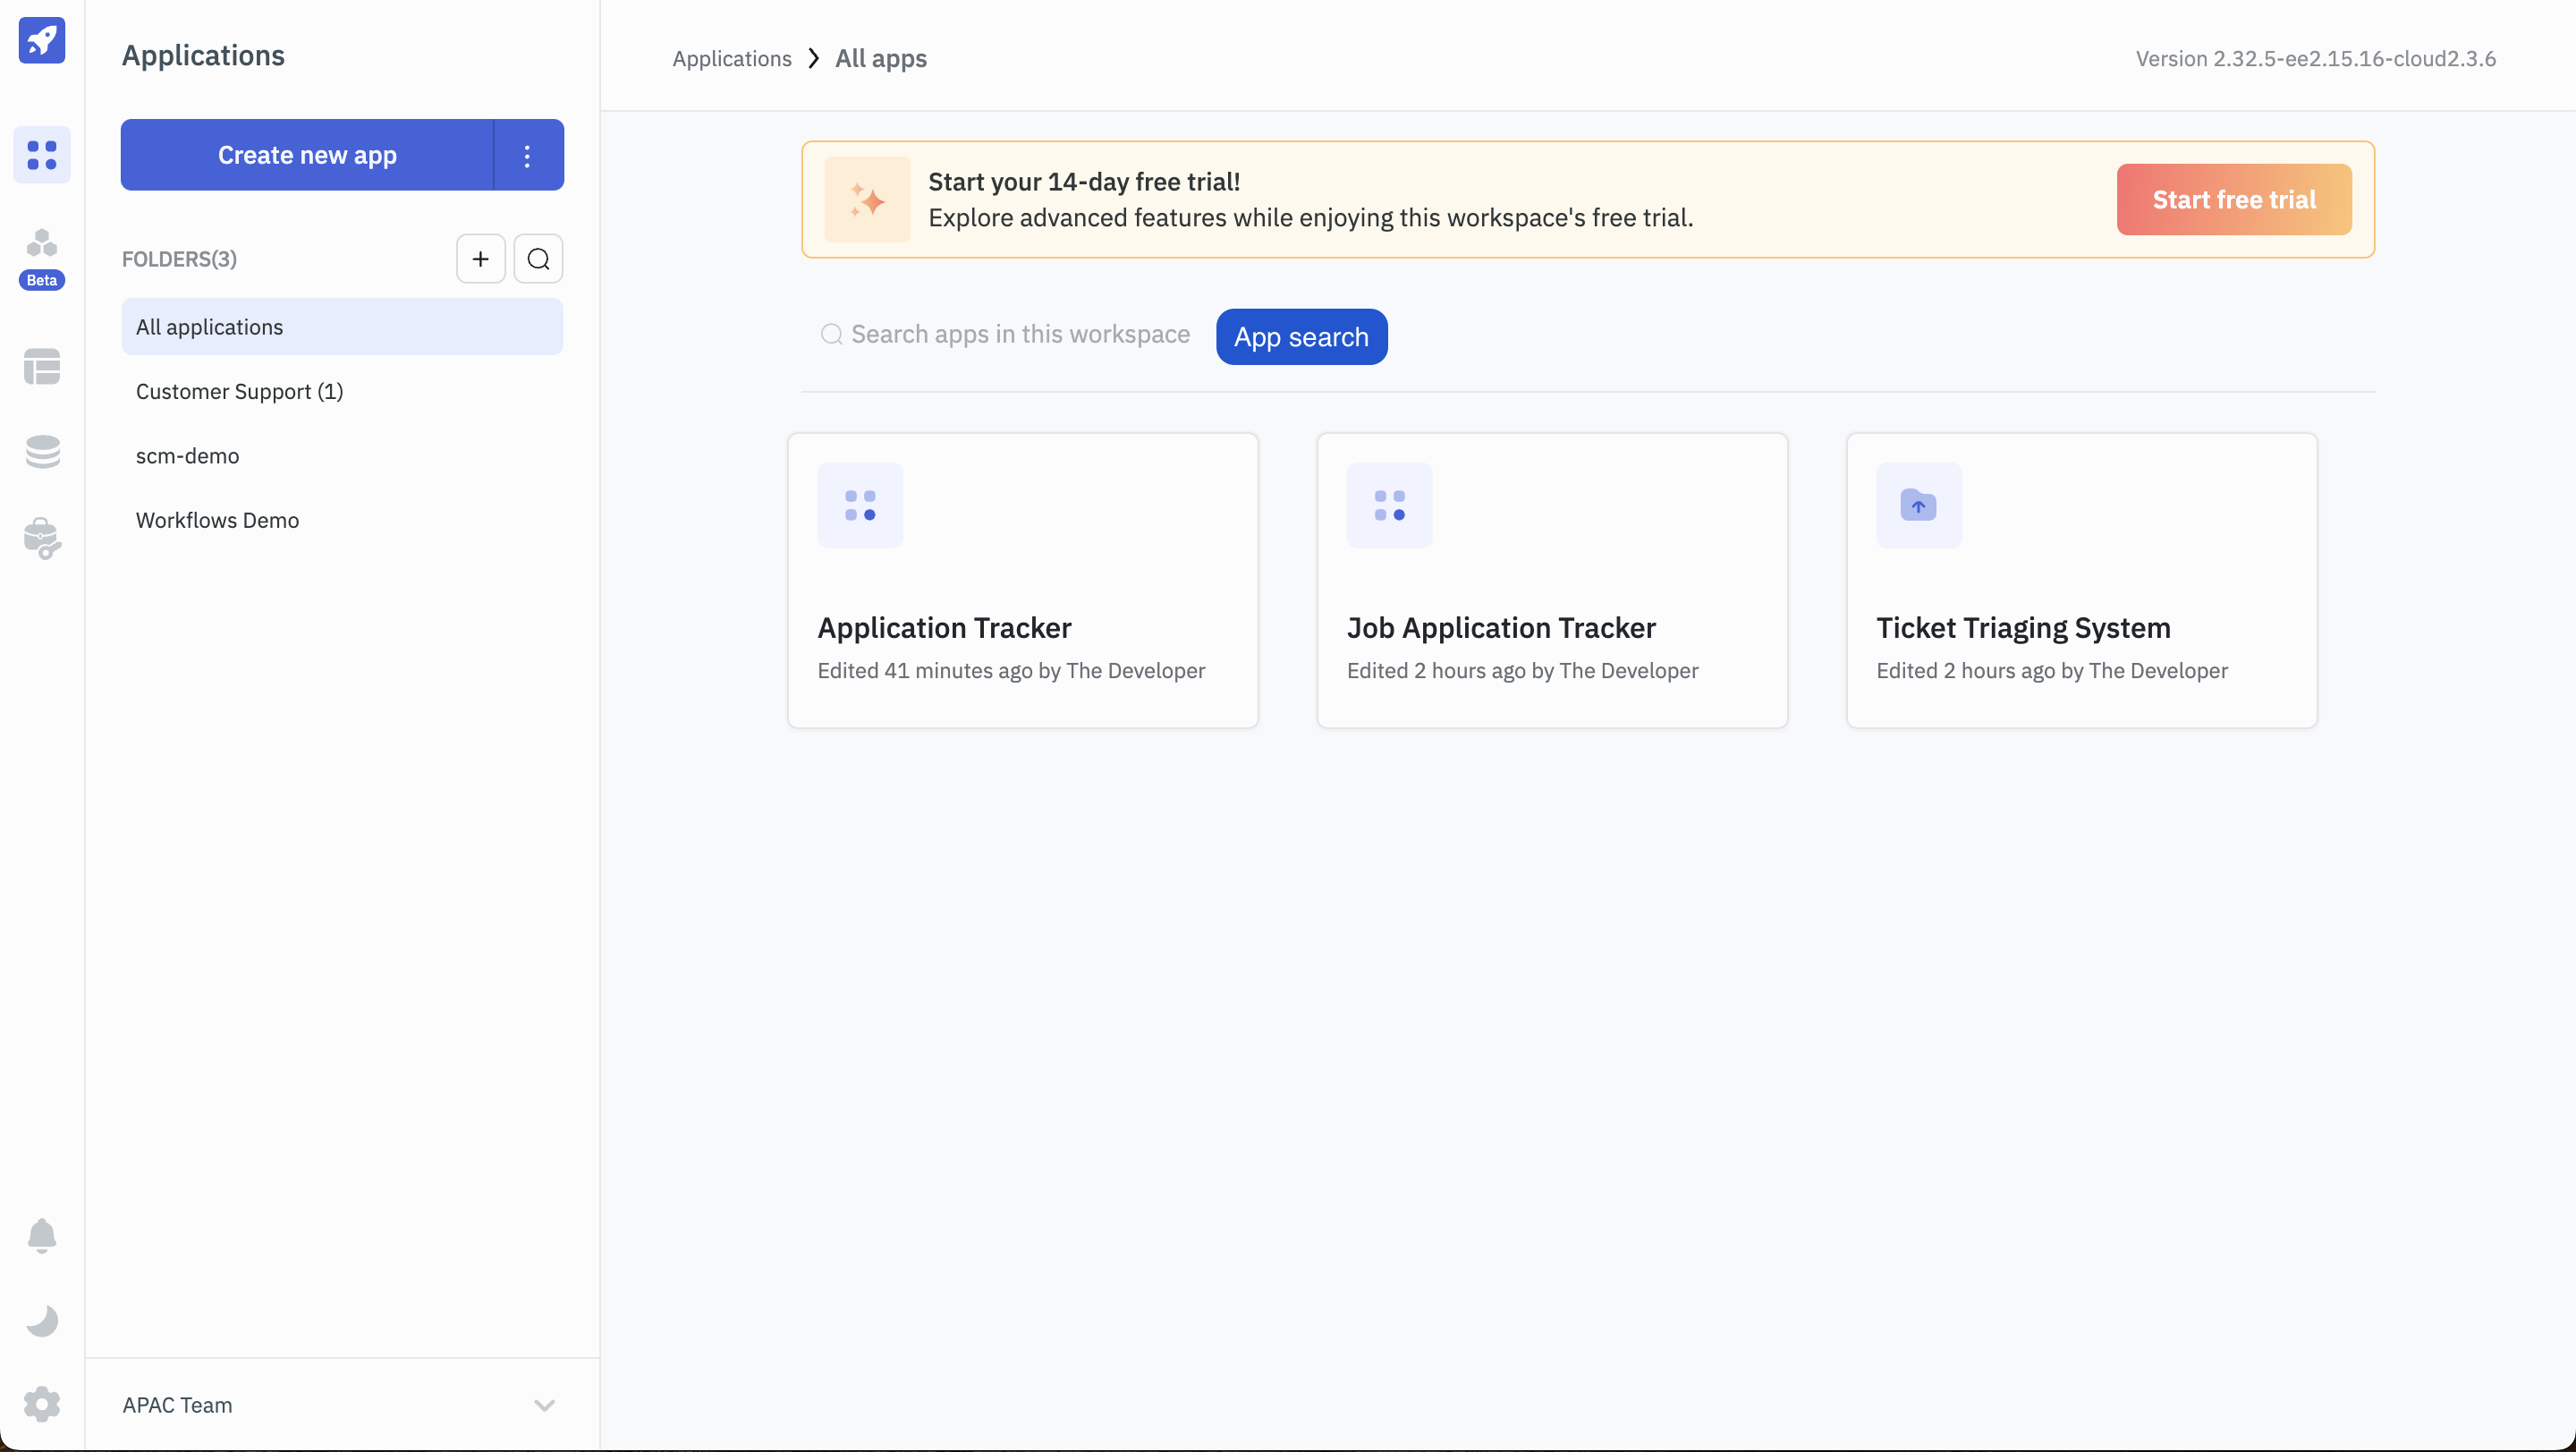 Applications
Create new app
Beta
FOLDERS(3)
All applications
Customer Support (1)
scm-demo
Workflows Demo
APAC Team
Applications All apps
Version 2.32.5-ee2.15.16-cloud2.3.6
Start your 14-day free trial!
Explore advanced features while enjoying this workspace's free trial.
Start free trial
Search apps in this workspace
App search
Application Tracker
Edited 41 minutes ago by The Developer
Job Application Tracker
Edited 2 hours ago by The Developer
Ticket Triaging System
Edited 2 hours ago by The Developer